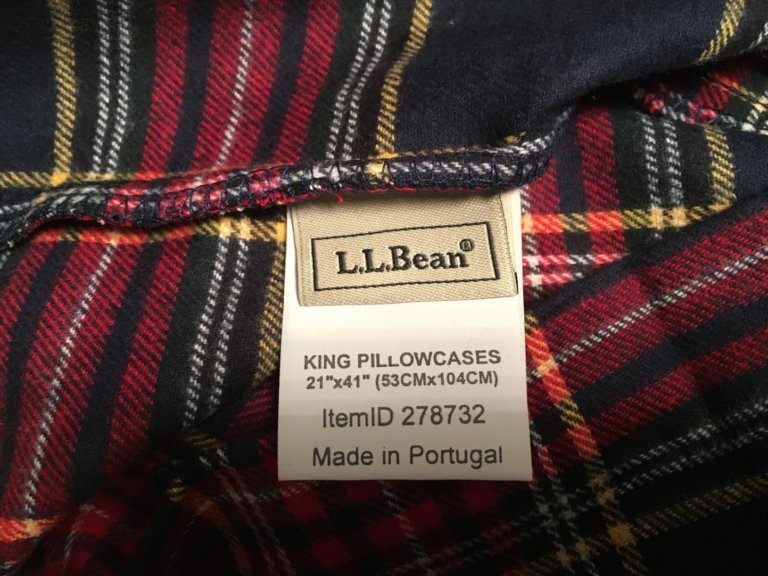 L.L.Bean®
KING PILLOWCASES
21"x41" (53CMx104CM)
ItemID 278732
Made in Portugal